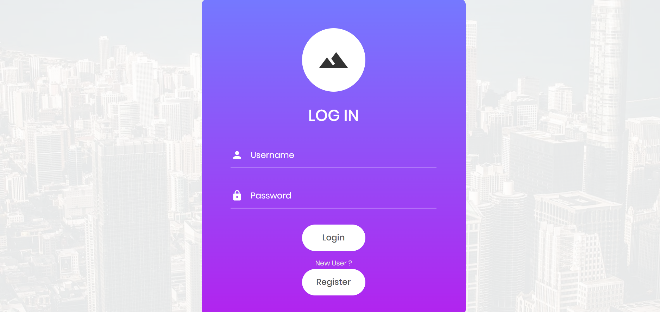 LOG IN
Username
Password
Login
New User ?
Register